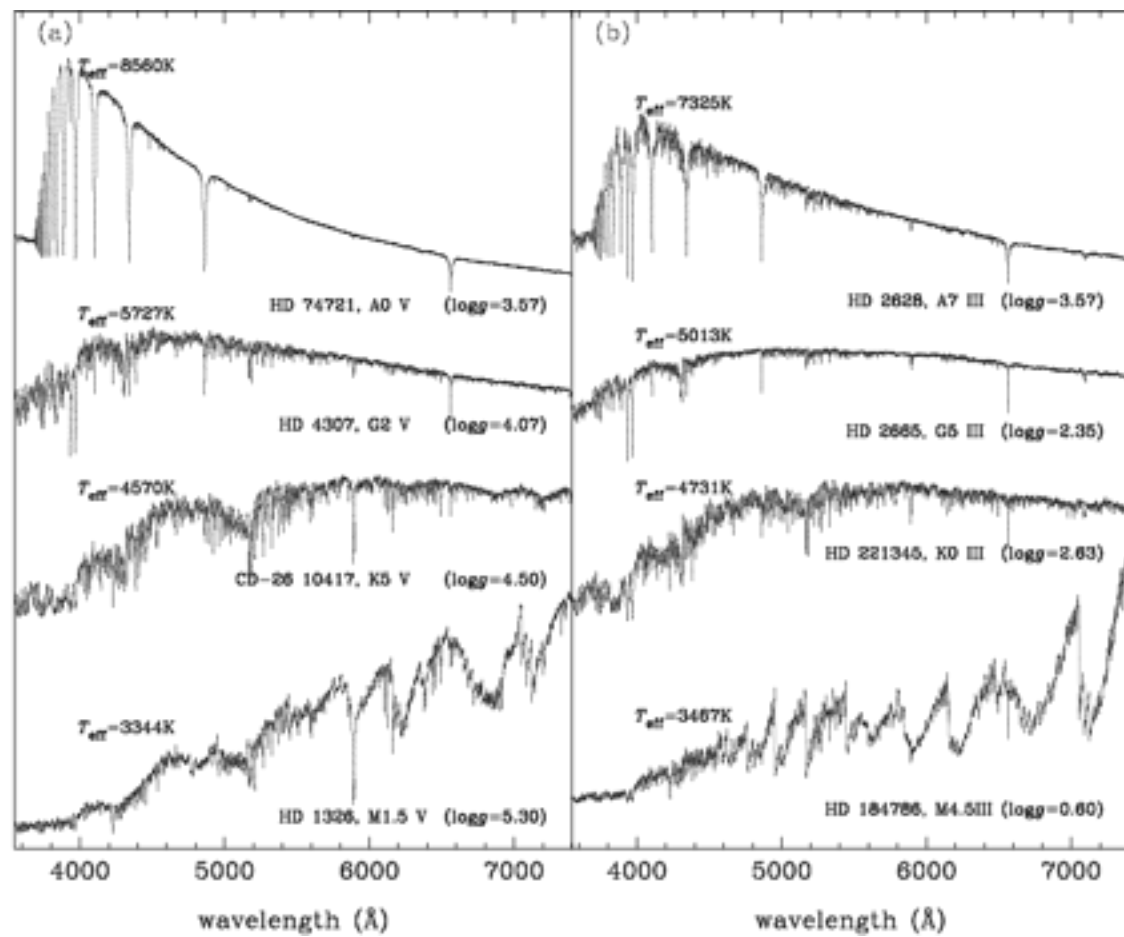 (a)
T_eff=8560K
HD 74721, A0 V (logg=3.57)
T_eff=5727K
HD 4307, G2 V (logg=4.07)
T_eff=4570K
CD-26 10417, K5 V (logg=4.50)
T_eff=3344K
HD 1326, M1.5 V (logg=5.30)
4000 5000 6000 7000
wavelength (Å)
(b)
T_eff=7325K
HD 2628, A7 III (logg=3.57)
T_eff=5013K
HD 2665, G5 III (logg=2.35)
T_eff=4731K
HD 221345, K0 III (logg=2.63)
T_eff=3467K
HD 184786, M4.5III (logg=0.60)
4000 5000 6000 7000
wavelength (Å)